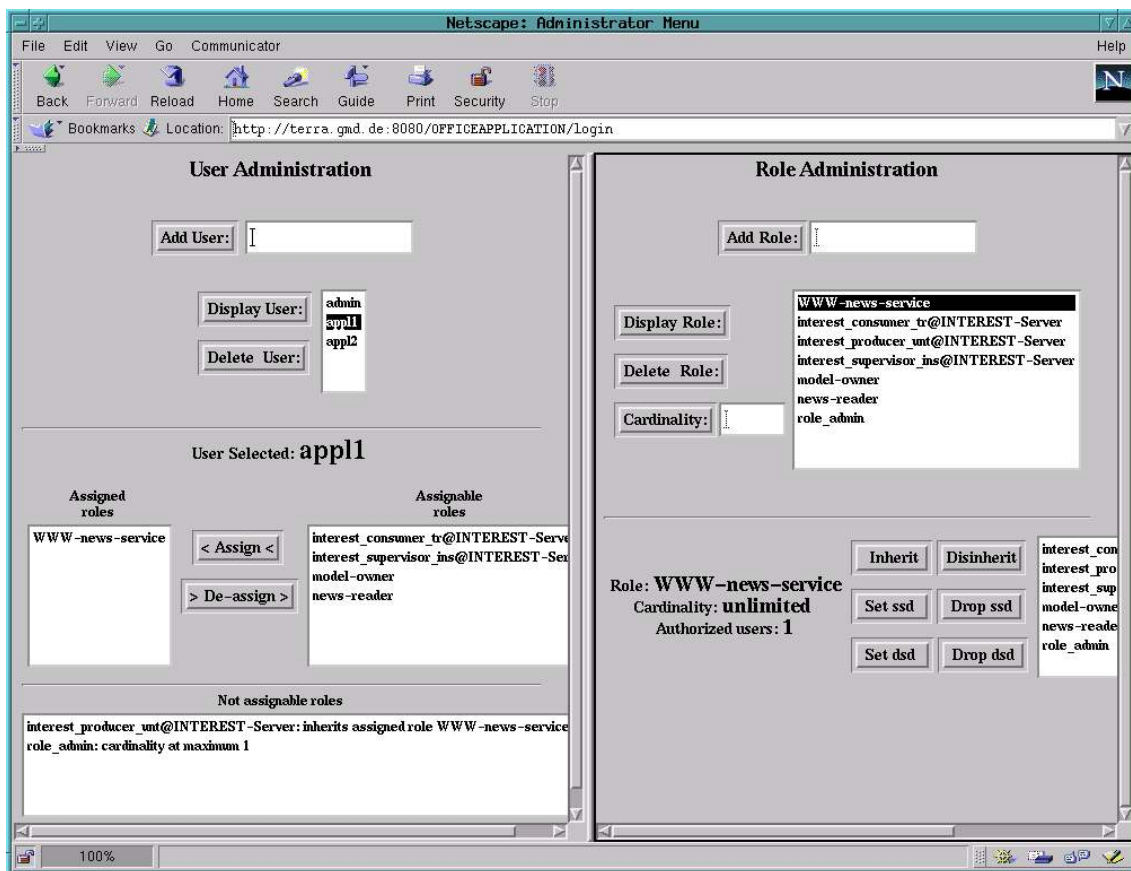 Netscape: Administrator Menu
File Edit View Go Communicator Help
Back Forward Reload Home Search Guide Print Security Stop
N
Bookmarks Location: http://terra.gmd.de:8080/OFFICEAPPLICATION/login
User Administration
Add User:
Display User:
Delete User:
admin
appl1
appl2
User Selected: appl1
Assigned
roles
WWW-news-service
< Assign <
> De-assign >
Assignable
roles
interest_consumer_tr@INTEREST-Serve
interest_supervisor_ins@INTEREST-Ser
model-owner
news-reader
Not assignable roles
interest_producer_unt@INTEREST-Server: inherits assigned role WWW-news-service
role_admin: cardinality at maximum 1
Role Administration
Add Role:
Display Role:
Delete Role:
Cardinality:
WWW-news-service
interest_consumer_tr@INTEREST-Server
interest_producer_unt@INTEREST-Server
interest_supervisor_ins@INTEREST-Server
model-owner
news-reader
role_admin
Role: WWW-news-service
Cardinality: unlimited
Authorized users: 1
Inherit Disinherit
Set ssd Drop ssd
Set dsd Drop dsd
interest_con
interest_pro
interest_sup
model-owne
news-reade
role_admin
100%